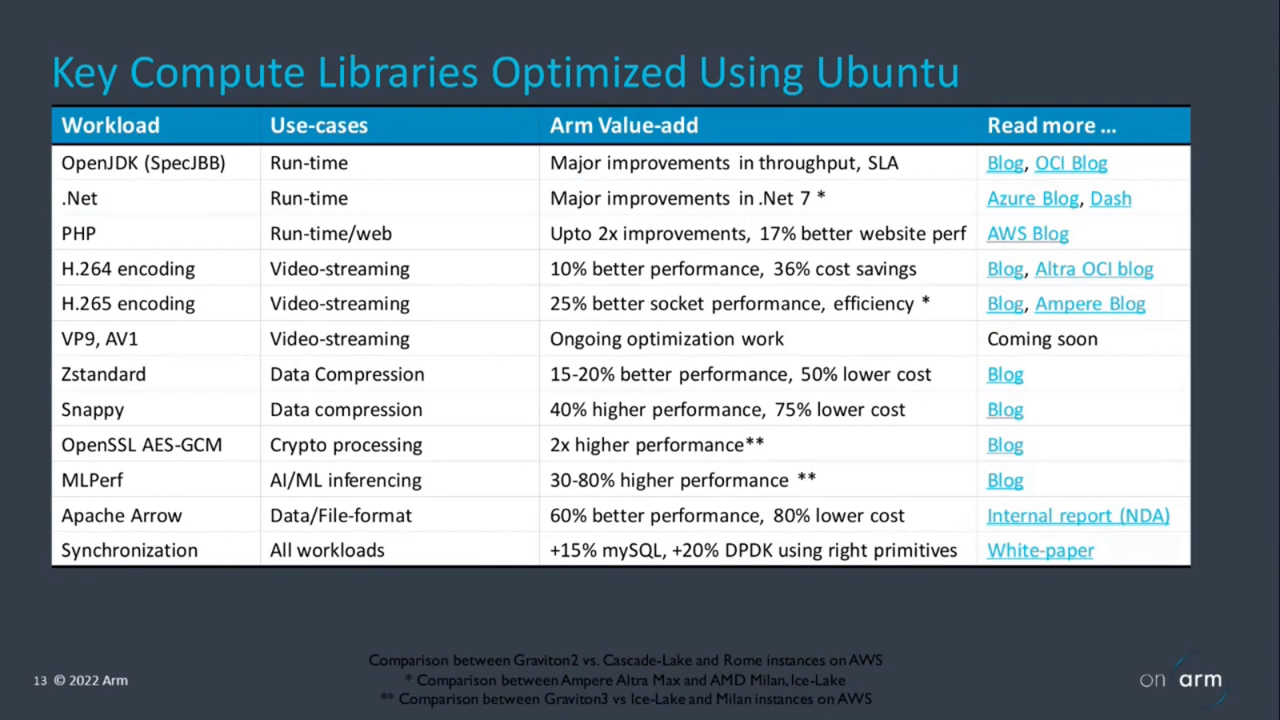 Key Compute Libraries Optimized Using Ubuntu
Workload Use-cases Arm Value-add Read more ...
OpenJDK (SpecJBB) Run-time Major improvements in throughput, SLA Blog, OCI Blog
.Net Run-time Major improvements in .Net 7 * Azure Blog, Dash
PHP Run-time/web Upto 2x improvements, 17% better website perf AWS Blog
H.264 encoding Video-streaming 10% better performance, 36% cost savings Blog, Altra OCI blog
H.265 encoding Video-streaming 25% better socket performance, efficiency * Blog, Ampere Blog
VP9, AV1 Video-streaming Ongoing optimization work Coming soon
Zstandard Data Compression 15-20% better performance, 50% lower cost Blog
Snappy Data compression 40% higher performance, 75% lower cost Blog
OpenSSL AES-GCM Crypto processing 2x higher performance** Blog
MLPerf AI/ML inferencing 30-80% higher performance ** Blog
Apache Arrow Data/File-format 60% better performance, 80% lower cost Internal report (NDA)
Synchronization All workloads +15% mySQL, +20% DPDK using right primitives White-paper
Comparison between Graviton2 vs. Cascade-Lake and Rome instances on AWS
* Comparison between Ampere Altra Max and AMD Milan, Ice-Lake
** Comparison between Graviton3 vs Ice-Lake and Milan instances on AWS
13 © 2022 Arm
on arm